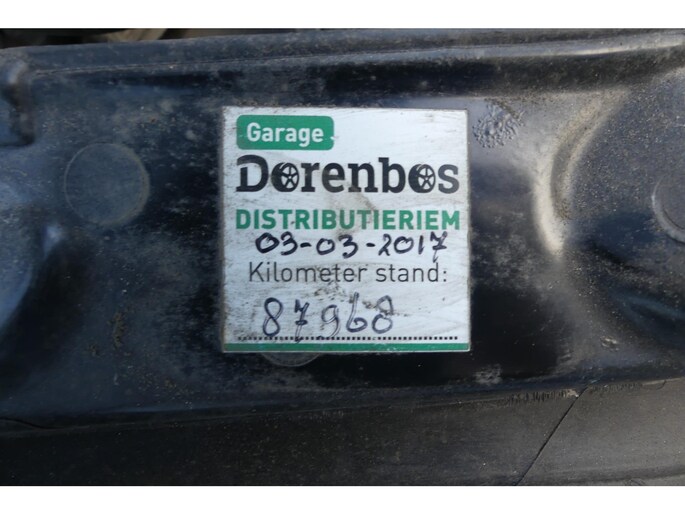 Garage
Dorenbos
DISTRIBUTIERIEM
03-03-2017
Kilometer stand:
87968